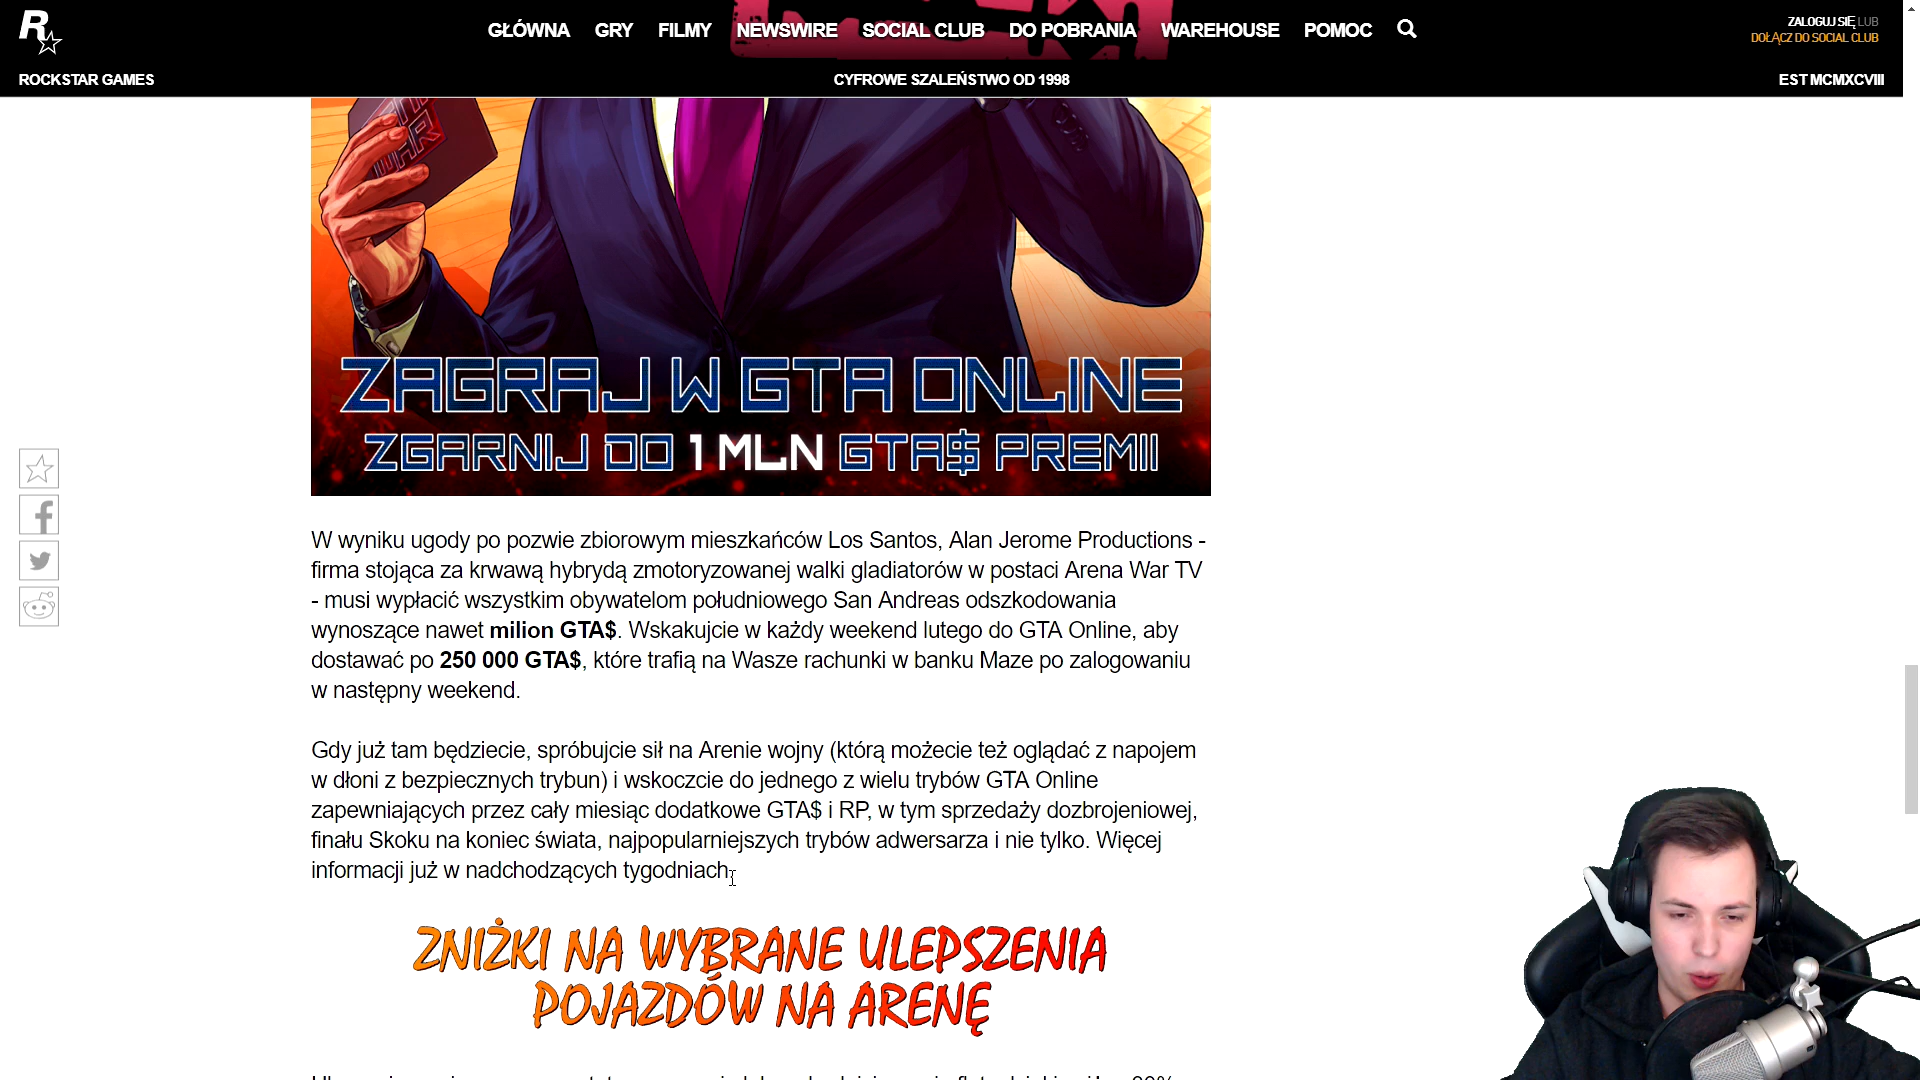 GŁÓWNA GRY FILMY NEWSWIRE SOCIAL CLUB DO POBRANIA WAREHOUSE POMOC
ZALOGUJ SIĘ LUB
DOŁĄCZ DO SOCIAL CLUB
ROCKSTAR GAMES CYFROWE SZALEŃSTWO OD 1998 EST MCMXCVIII
WAR
ZAGRAJ W GTA ONLINE
ZGARNIJ DO 1 MLN GTA$ PREMII
W wyniku ugody po pozwie zbiorowym mieszkańców Los Santos, Alan Jerome Productions -
firma stojąca za krwawą hybrydą zmotoryzowanej walki gladiatorów w postaci Arena War TV
- musi wypłacić wszystkim obywatelom południowego San Andreas odszkodowania
wynoszące nawet milion GTA$. Wskakujcie w każdy weekend lutego do GTA Online, aby
dostawać po 250 000 GTA$, które trafią na Wasze rachunki w banku Maze po zalogowaniu
w następny weekend.
Gdy już tam będziecie, spróbujcie sił na Arenie wojny (którą możecie też oglądać z napojem
w dłoni z bezpiecznych trybun) i wskoczcie do jednego z wielu trybów GTA Online
zapewniających przez cały miesiąc dodatkowe GTA$ i RP, w tym sprzedaży dozbrojeniowej,
finału Skoku na koniec świata, najpopularniejszych trybów adwersarza i nie tylko. Więcej
informacji już w nadchodzących tygodniach.
ZNIŻKI NA WYBRANE ULEPSZENIA
POJAZDÓW NA ARENĘ